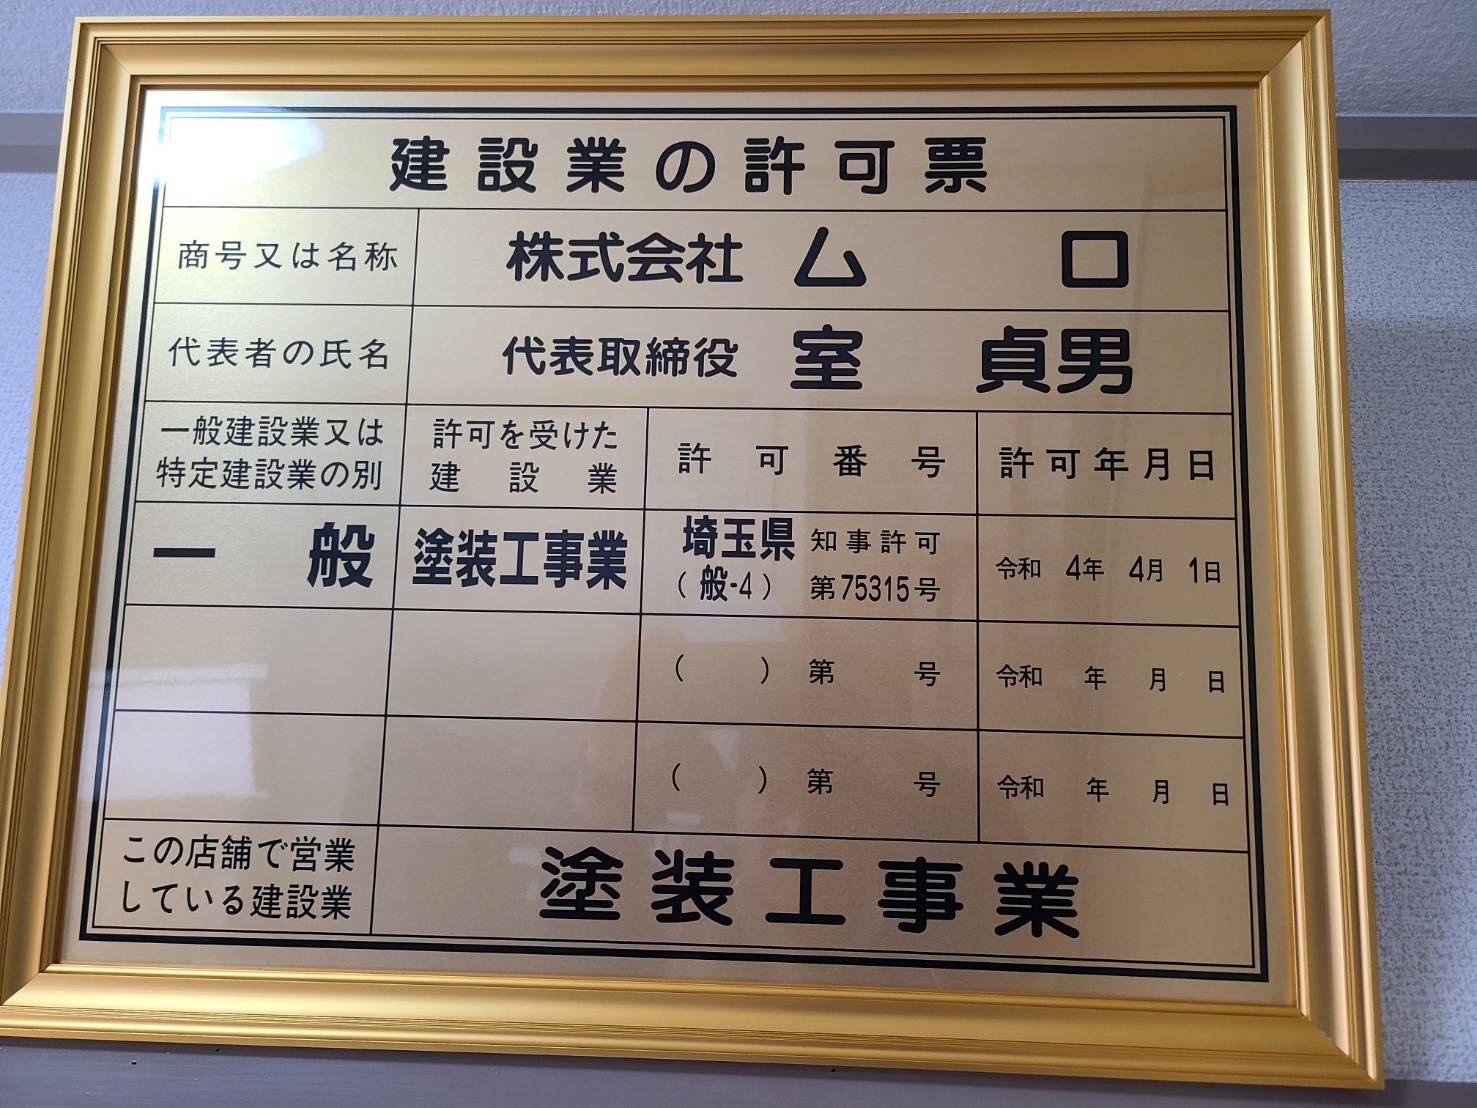 建設業の許可票
商号又は名称 株式会社 ムロ
代表者の氏名 代表取締役 室 貞男
一般建設業又は
特定建設業の別
許可を受けた
建設業
許可番号
許可年月日
一般
塗装工事業
埼玉県 知事許可
(般-4) 第75315号
令和 4年 4月 1日
( ) 第 号
令和 年 月 日
( ) 第 号
令和 年 月 日
この店舗で営業
している建設業
塗装工事業